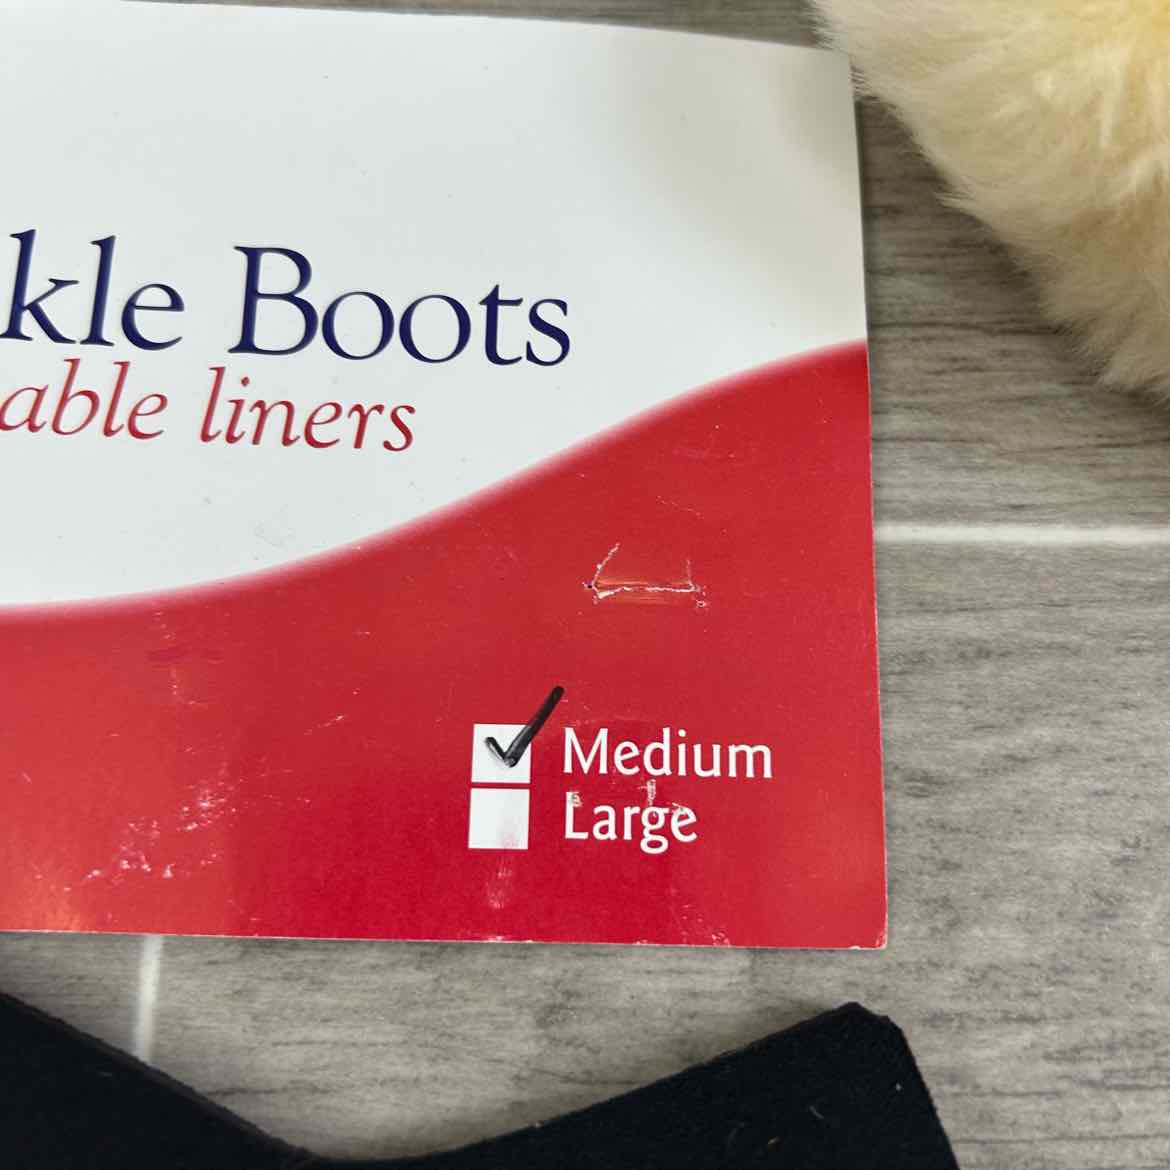 kle Boots
able liners
Medium
Large